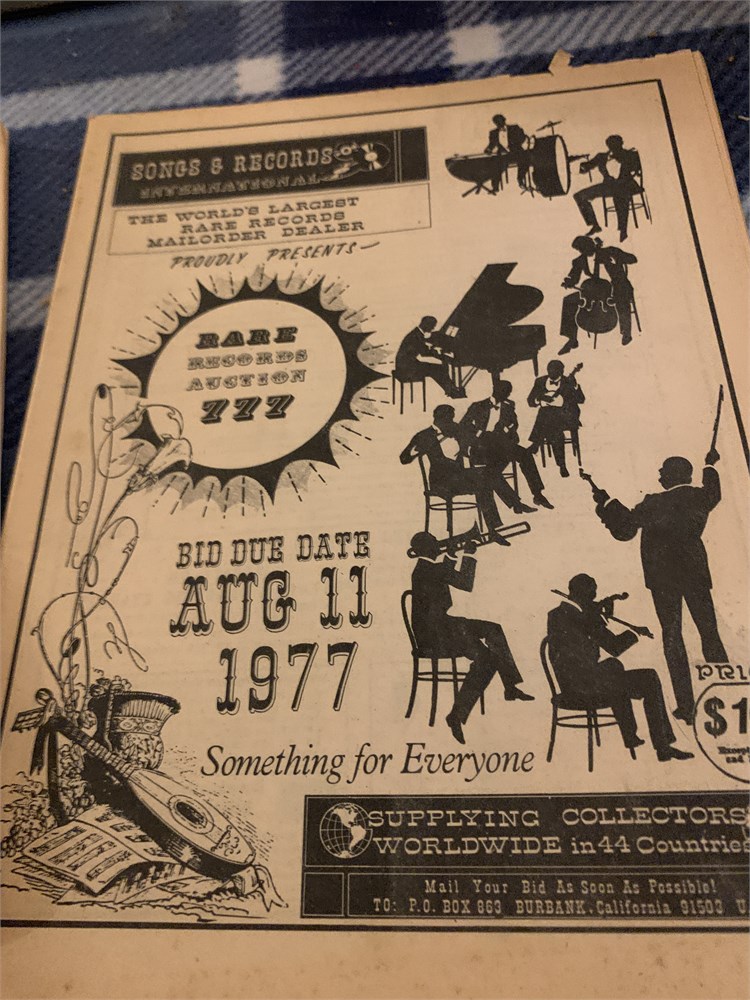 SONGS & RECORDS
INTERNATIONAL
THE WORLD'S LARGEST
RARE RECORDS
MAILORDER DEALER
PROUDLY PRESENTS—
RARE
RECORDS
AUCTION
777
BID DUE DATE
AUG 11
1977
Something for Everyone
PRI
$1
SUPPLYING COLLECTORS
WORLDWIDE in 44 Countries
Mail Your Bid As Soon As Possible!
TO: P.O. BOX 863 BURBANK, California 91503 U